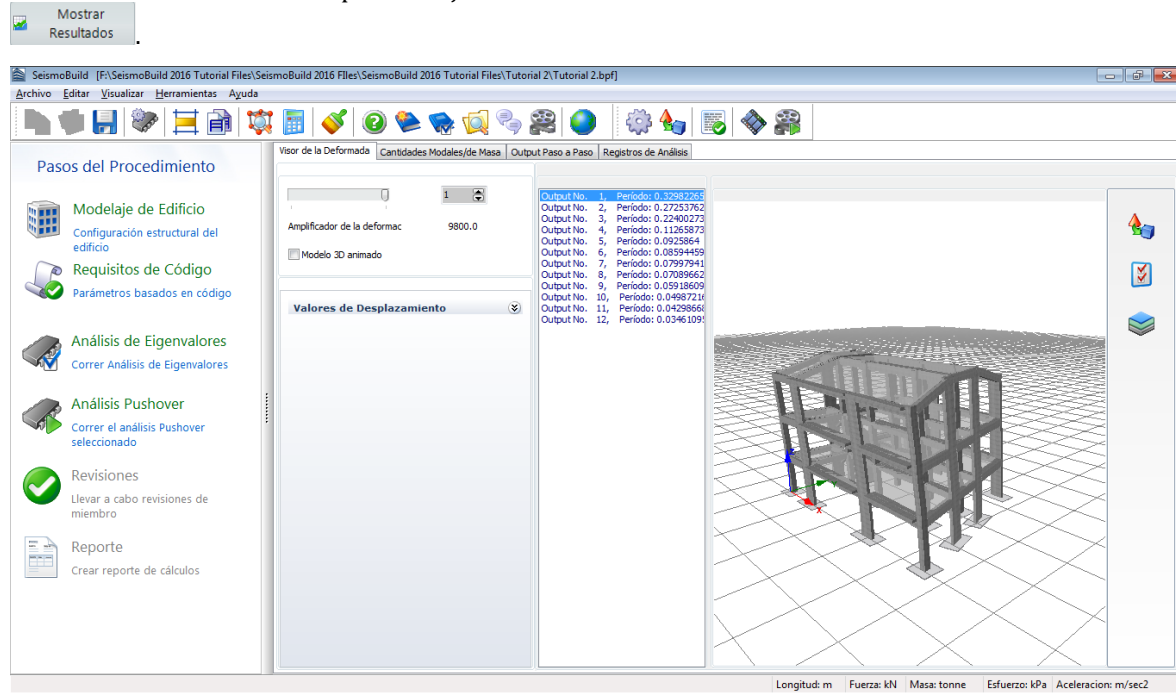 Mostrar
Resultados
.
SeismoBuild [F:\SeismoBuild 2016 Tutorial Files\SeismoBuild 2016 FIles\SeismoBuild 2016 Tutorial Files\Tutorial 2\Tutorial 2.bpf]
Archivo Editar Visualizar Herramientas Ayuda
Pasos del Procedimiento
Modelaje de Edificio
Configuración estructural del
edificio
Requisitos de Código
Parámetros basados en código
Análisis de Eigenvalores
Correr Análisis de Eigenvalores
Análisis Pushover
Correr el análisis Pushover
seleccionado
Revisiones
Llevar a cabo revisiones de
miembro
Reporte
Crear reporte de cálculos
Visor de la Deformada Cantidades Modales/de Masa Output Paso a Paso Registros de Análisis
1
Amplificador de la deformac 9800.0
Modelo 3D animado
Valores de Desplazamiento
Output No. 1, Período: 0.32982265
Output No. 2, Período: 0.27253762
Output No. 3, Período: 0.22400273
Output No. 4, Período: 0.11265873
Output No. 5, Período: 0.0925864
Output No. 6, Período: 0.08594459
Output No. 7, Período: 0.07997941
Output No. 8, Período: 0.07089662
Output No. 9, Período: 0.05918609
Output No. 10, Período: 0.04987216
Output No. 11, Período: 0.04298668
Output No. 12, Período: 0.03461095
X
Longitud: m Fuerza: kN Masa: tonne Esfuerzo: kPa Aceleracion: m/sec2